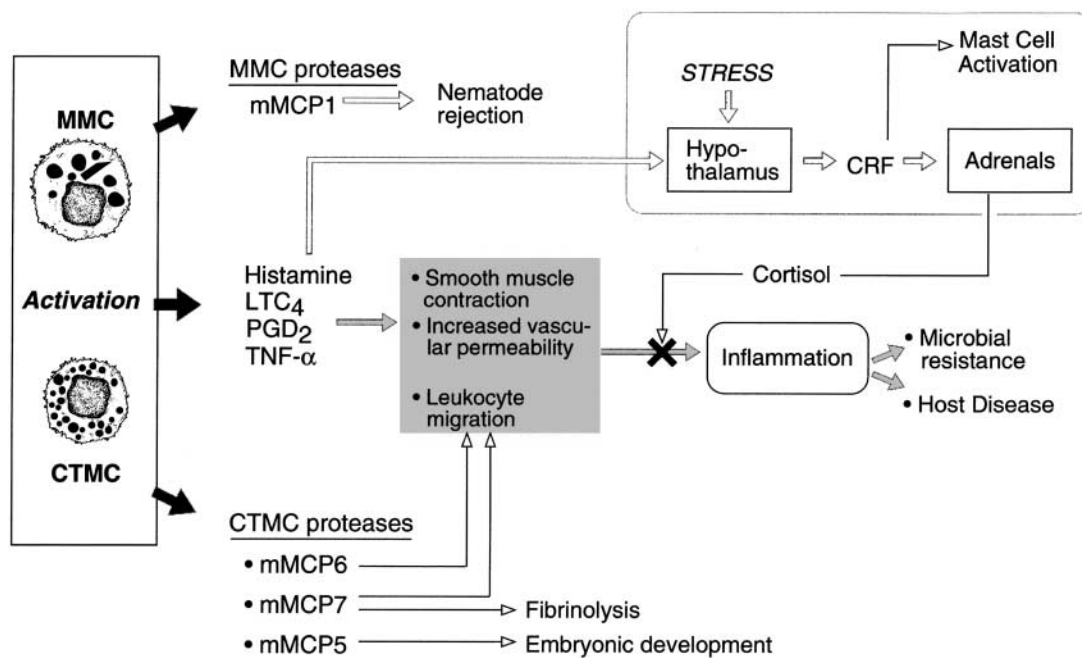 MMC
Activation
CTMC
MMC proteases
mMCP1
Nematode
rejection
STRESS
Hypo-
thalamus
CRF
Adrenals
Mast Cell
Activation
Histamine
LTC4
PGD2
TNF-α
• Smooth muscle
contraction
• Increased vascu-
lar permeability
• Leukocyte
migration
Cortisol
Inflammation
• Microbial
resistance
• Host Disease
CTMC proteases
• mMCP6
• mMCP7
• mMCP5
Fibrinolysis
Embryonic development